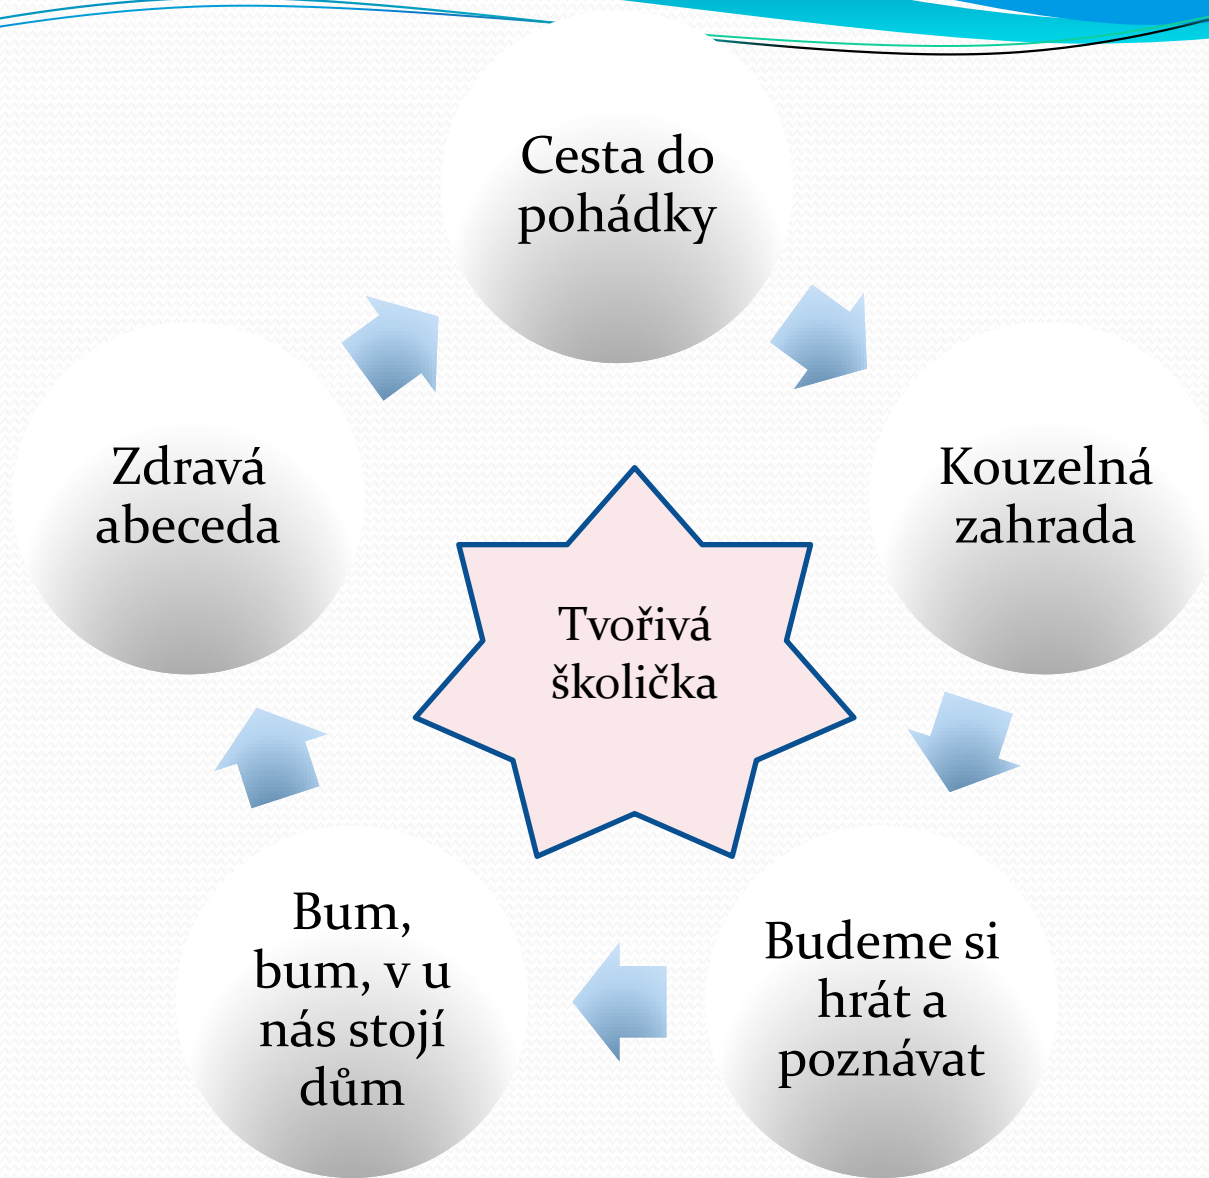 Cesta do
pohádky
Kouzelná
zahrada
Budeme si
hrát a
poznávat
Bum,
bum, v u
nás stojí
dům
Zdravá
abeceda
Tvořivá
školička